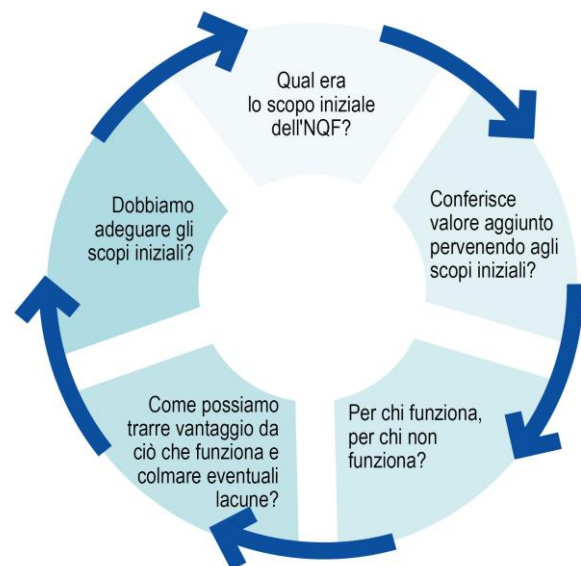 Qual era
lo scopo iniziale
dell'NQF?
Conferisce
valore aggiunto
pervenendo agli
scopi iniziali?
Per chi funziona,
per chi non
funziona?
Come possiamo
trarre vantaggio da
ciò che funziona e
colmare eventuali
lacune?
Dobbiamo
adeguare gli
scopi iniziali?